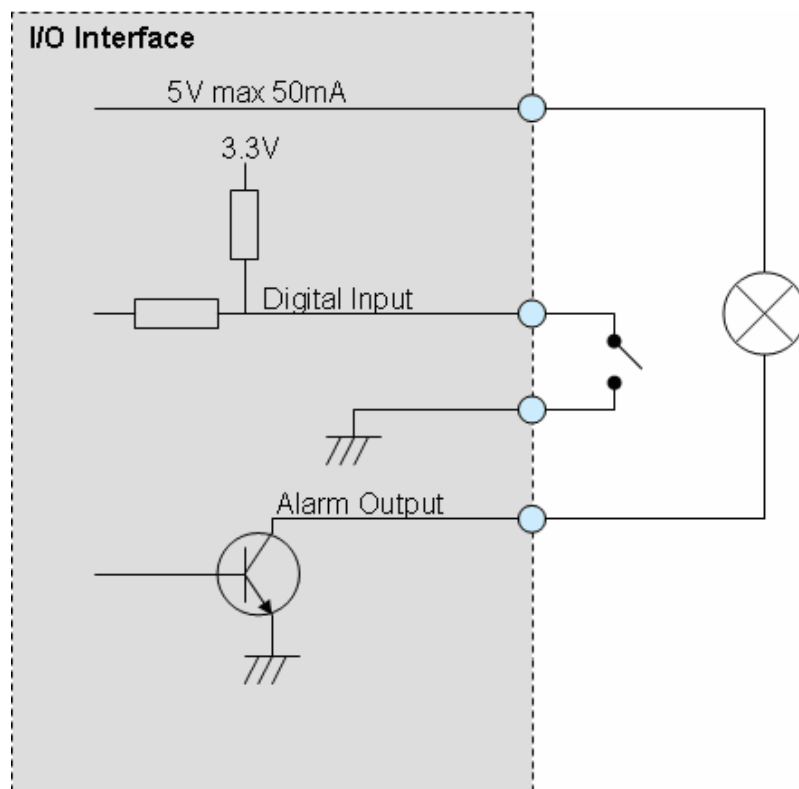 I/O Interface
5V max 50mA
3.3V
Digital Input
Alarm Output